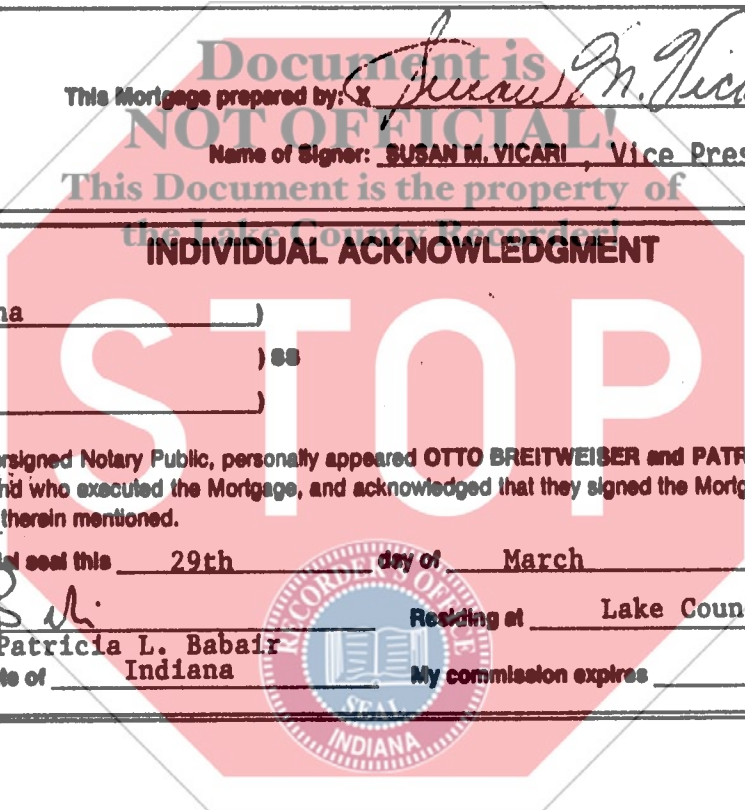 Document is
This Mortgage prepared by: X Susan M. Vica
NOT OFFICIAL!
Name of Signer: SUSAN M. VICARI , Vice Pres
This Document is the property of
the Lake County Recorder!
INDIVIDUAL ACKNOWLEDGMENT
na )
) ss
)
STOP
rsigned Notary Public, personally appeared OTTO BREITWEISER and PATR
nd who executed the Mortgage, and acknowledged that they signed the Mortg
therein mentioned.
al seal this 29th day of March
Residing at Lake Coun
Patricia L. Babair
te of Indiana My commission expires
RECORDER'S OFFICE
SEAL
INDIANA